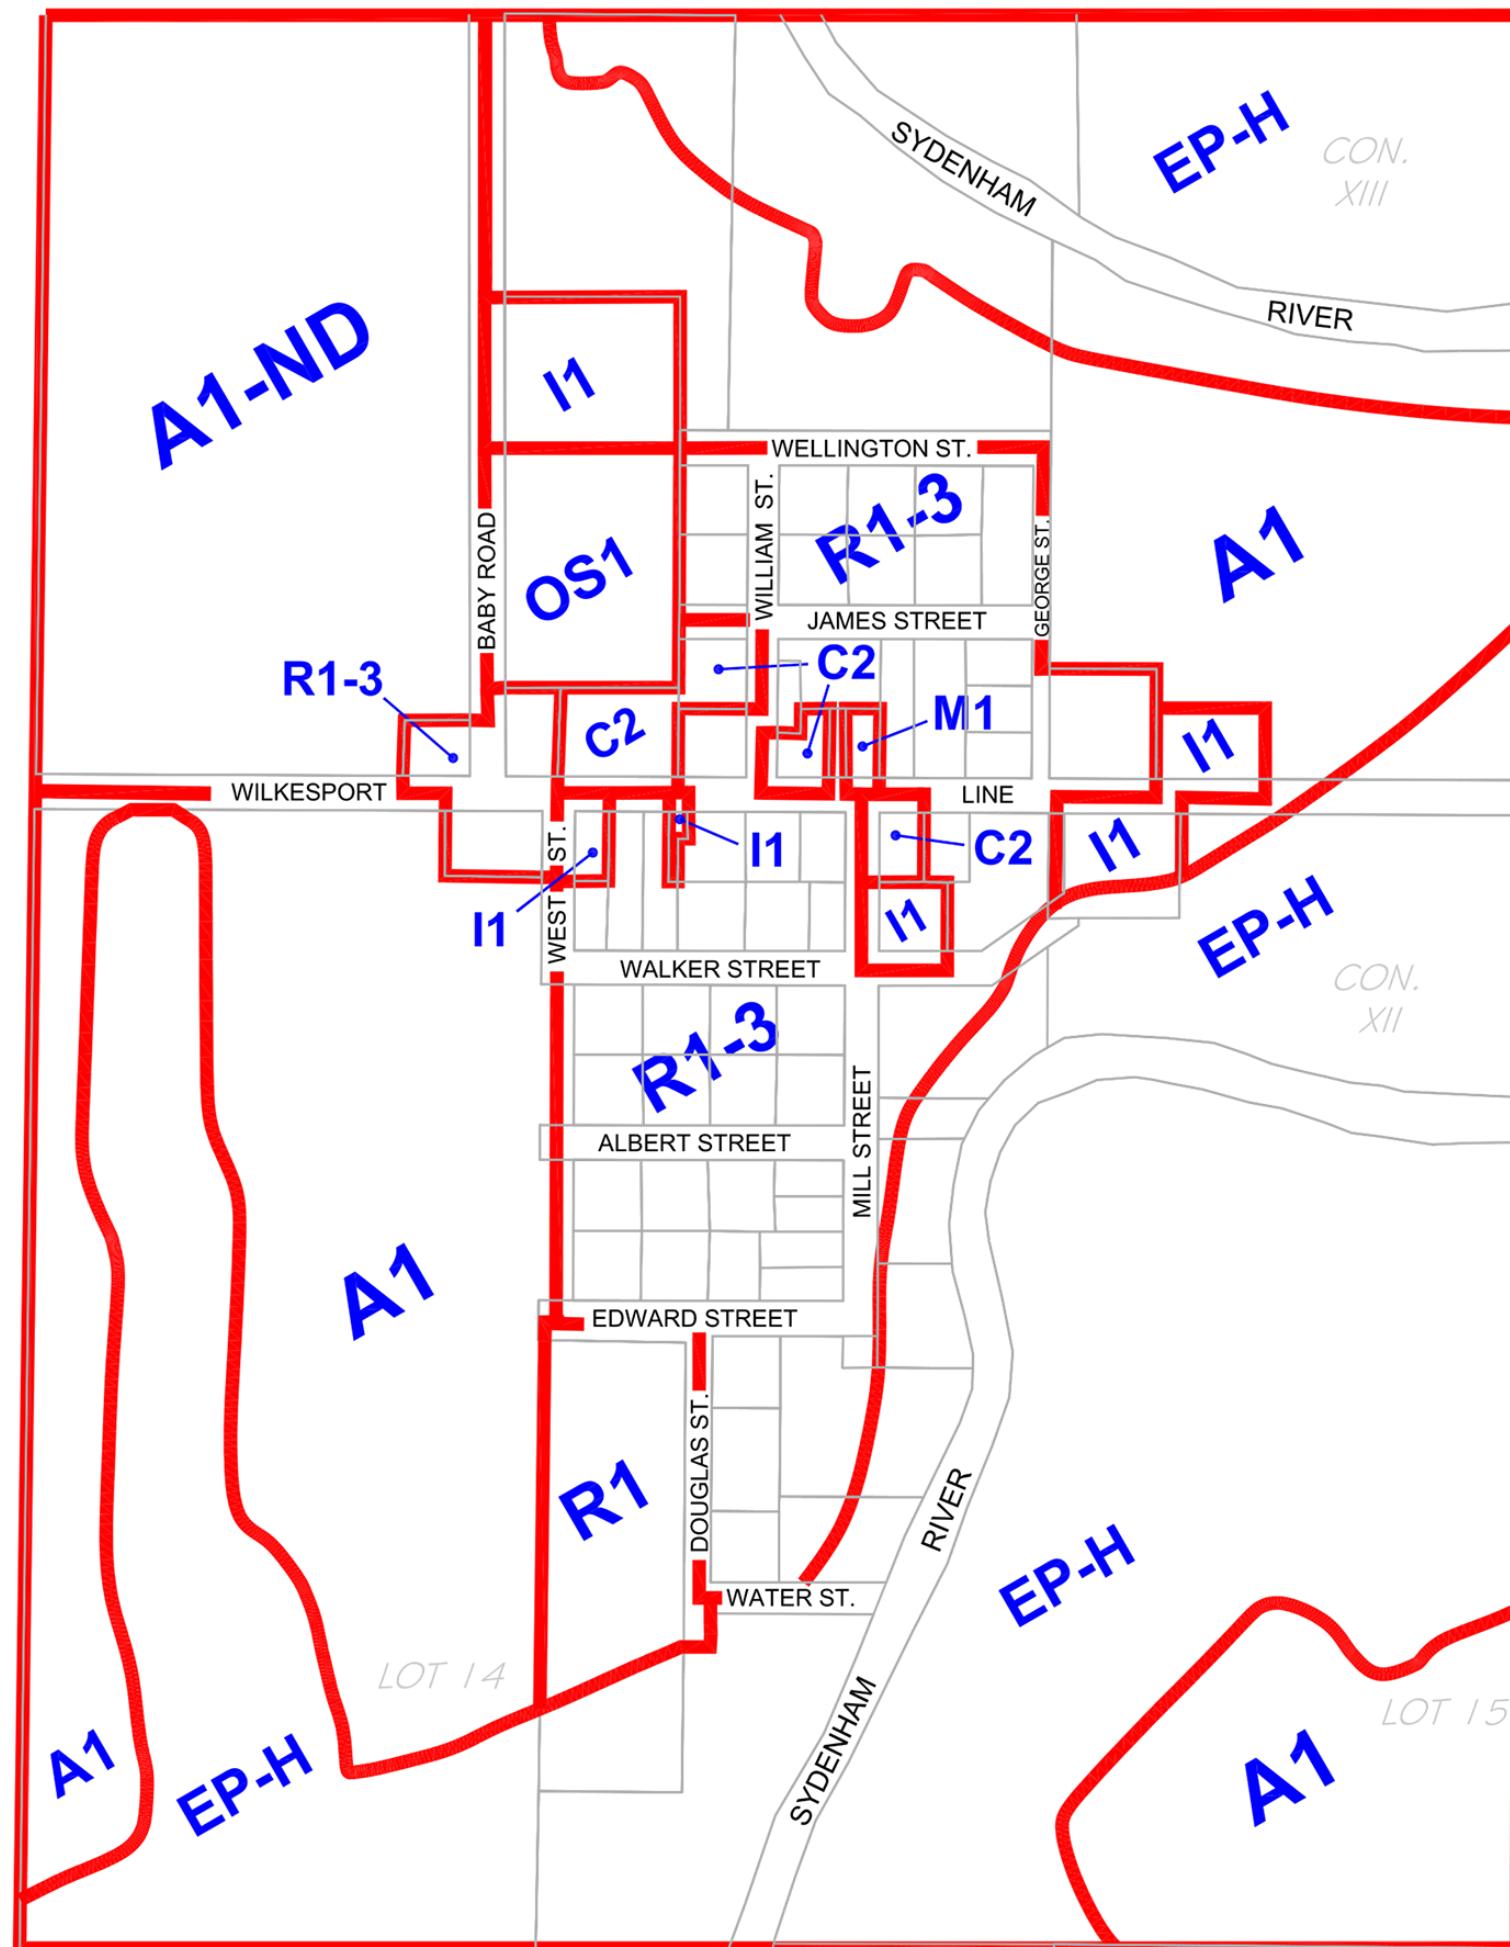 SYDENHAM
RIVER
EP-H
CON.
XIII
A1-ND
I1
WELLINGTON ST.
R1-3
WILLIAM ST.
GEORGE ST.
A1
BABY ROAD
OS1
JAMES STREET
R1-3
C2
M1
C2
I1
WILKESPORT
LINE
WEST ST.
I1
C2
I1
I1
I1
WEST ST.
EP-H
WALKER STREET
CON.
XII
R1-3
MILL STREET
ALBERT STREET
A1
EDWARD STREET
R1
DOUGLAS ST.
RIVER
EP-H
WATER ST.
LOT 14
SYDENHAM
LOT 15
A1
EP-H
A1